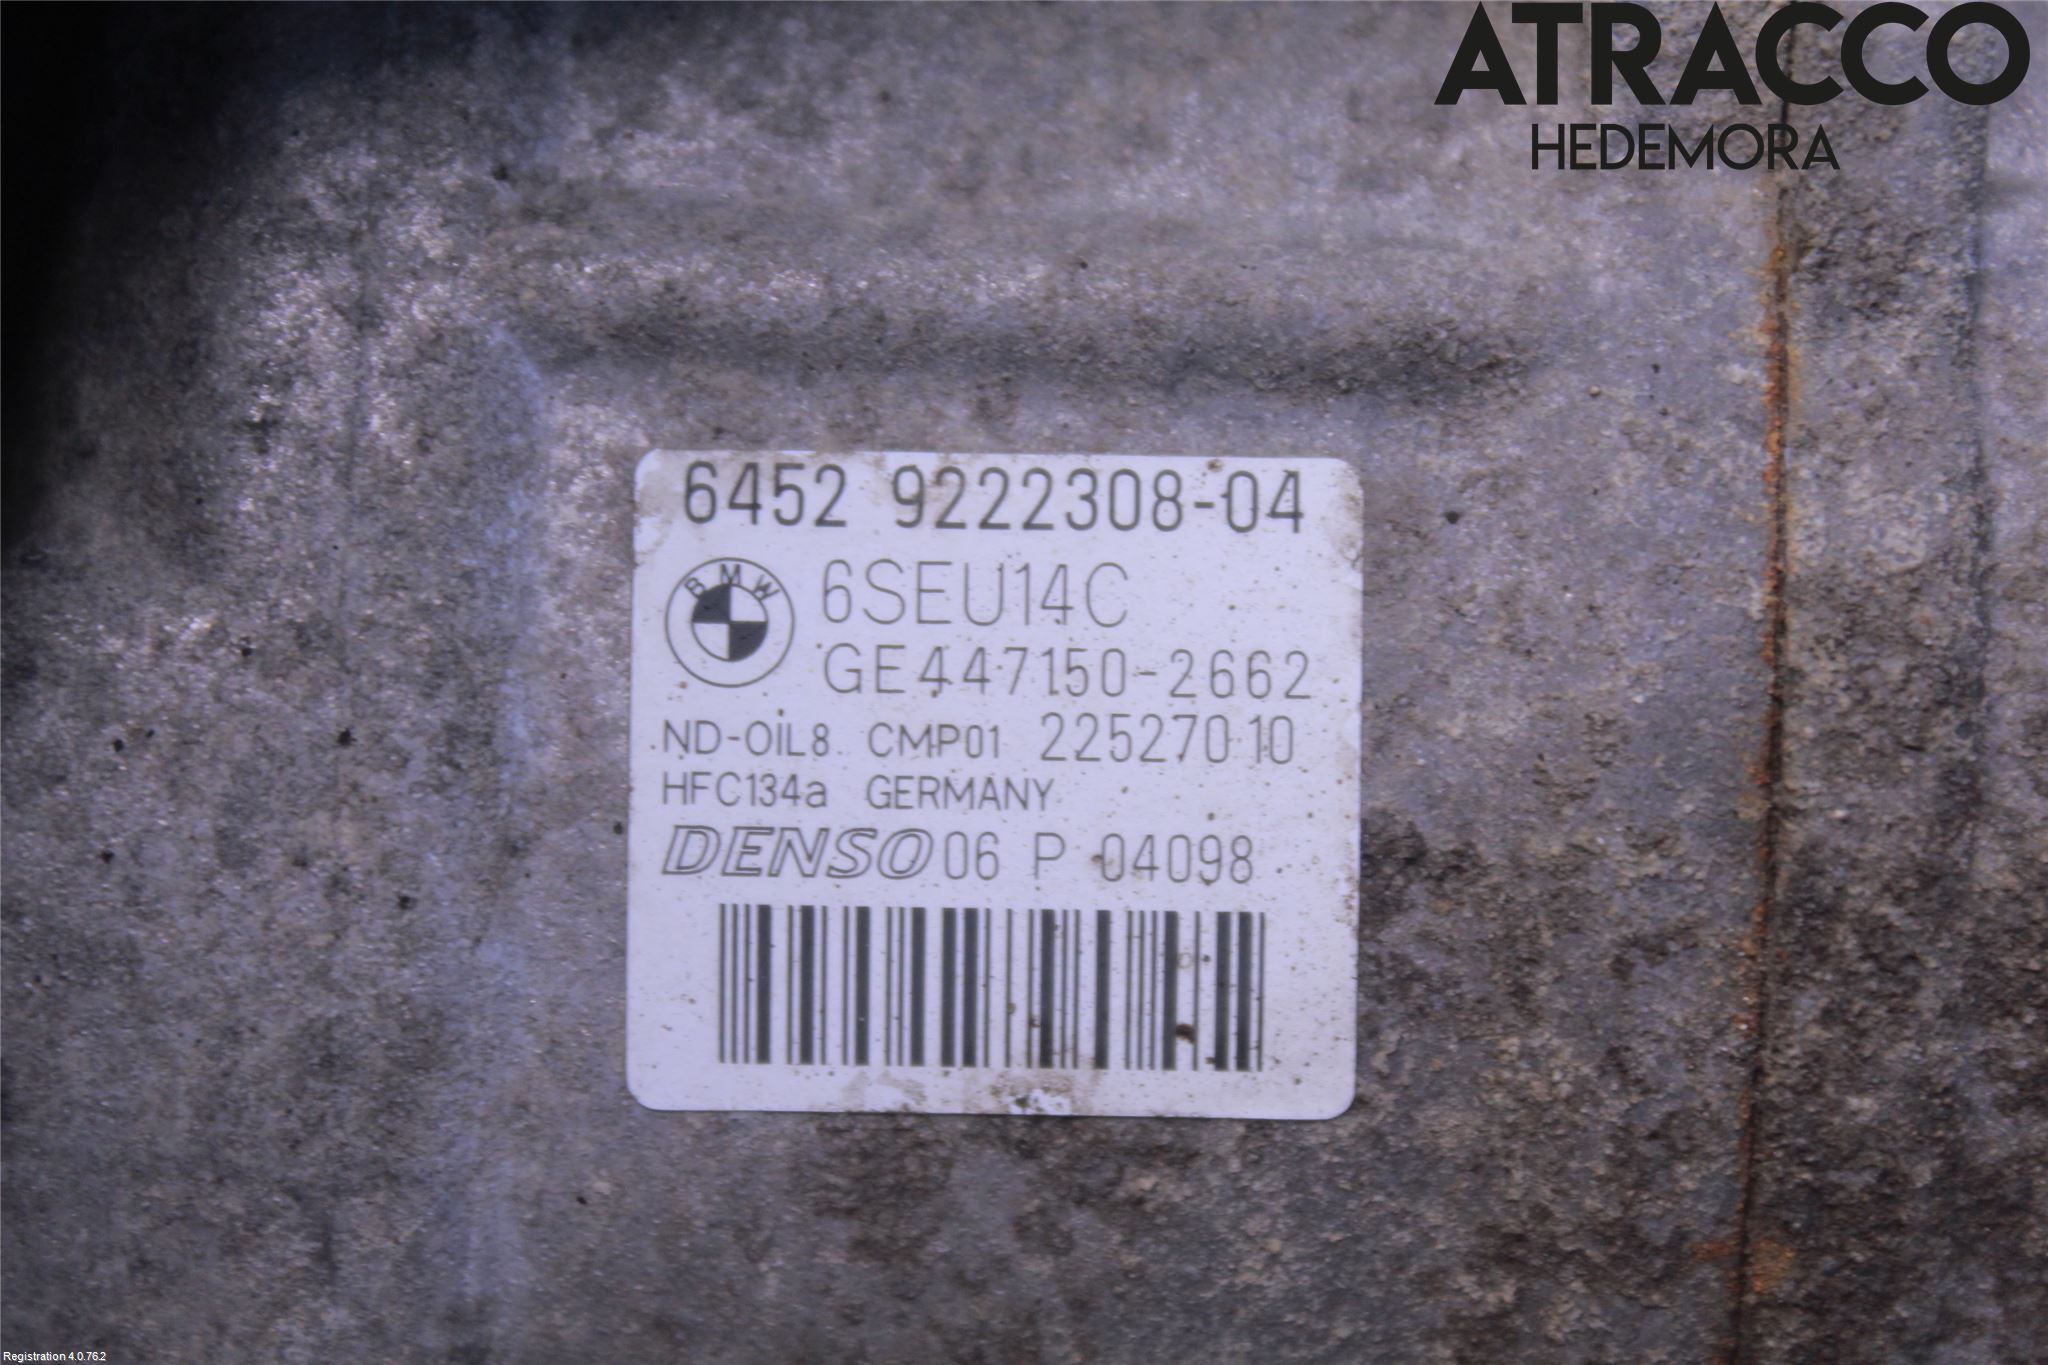 ATRACCO
HEDEMORA
6452 9222308-04
BMW
6SEU14C
GE447150-2662
ND-OiL8 CMP01 22527010
HFC134a GERMANY
DENSO 06 P 04098
Registration 4.0.76.2